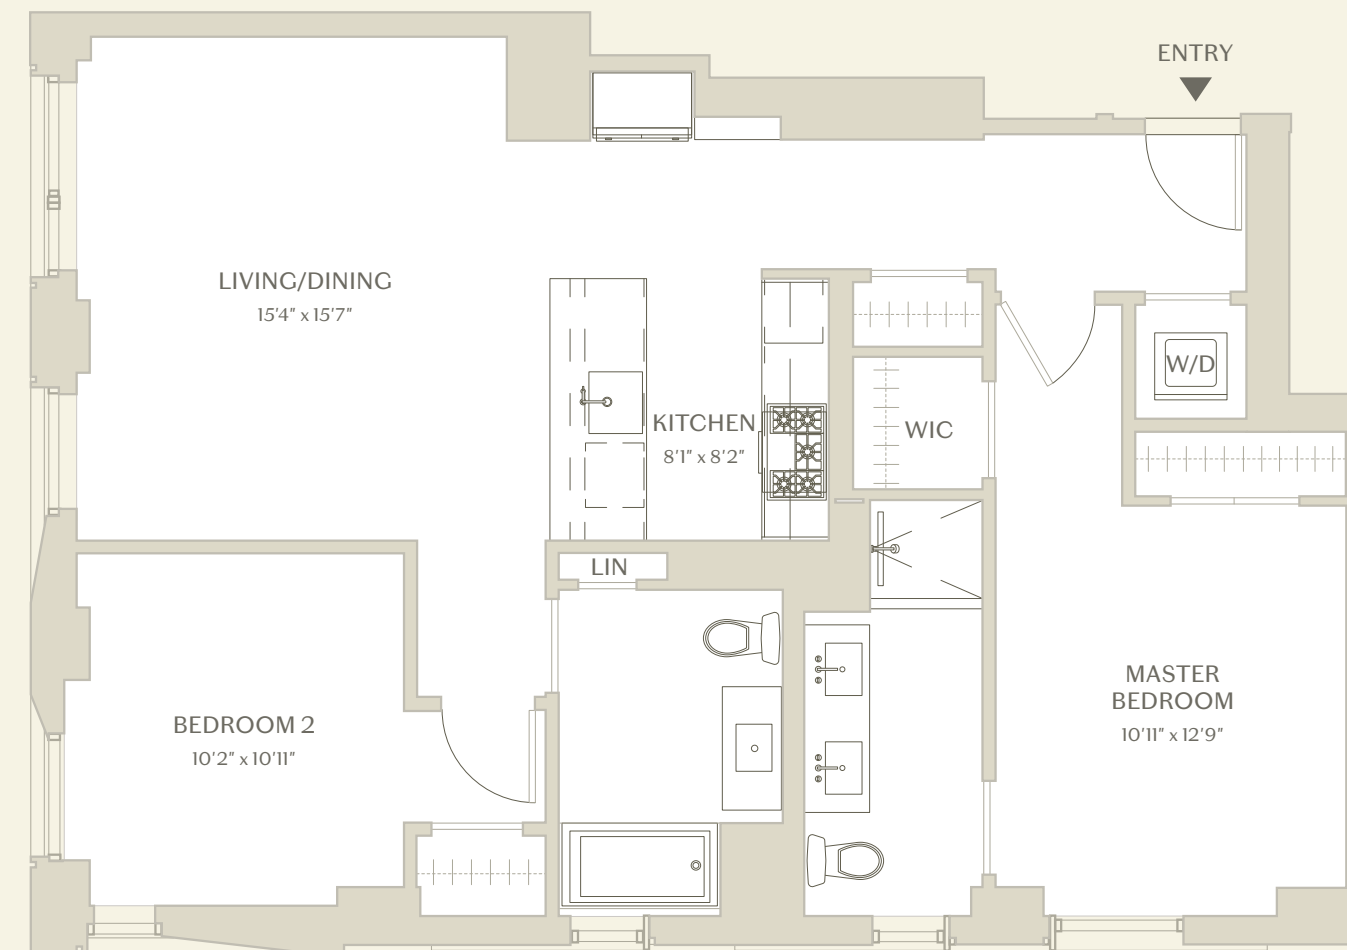 ENTRY
LIVING/DINING
15'4" x 15'7"
W/D
KITCHEN
8'1" x 8'2"
WIC
LIN
MASTER
BEDROOM
10'11" x 12'9"
BEDROOM 2
10'2" x 10'11"